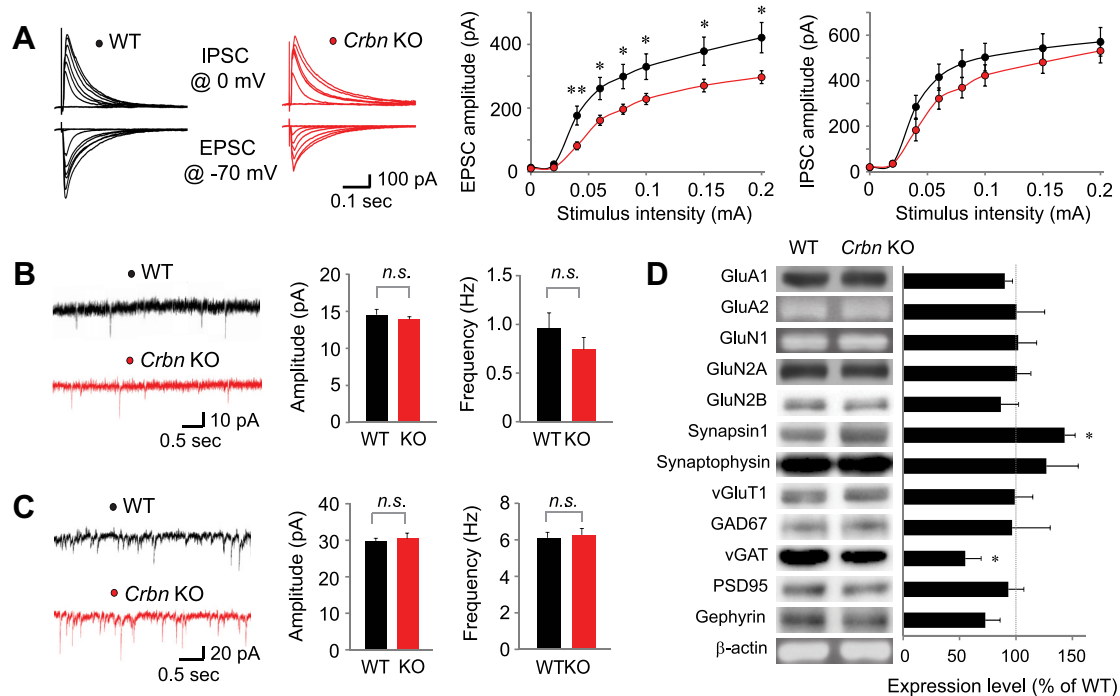 A
WT
Crbn KO
IPSC
@ 0 mV
EPSC
@ -70 mV
100 pA
0.1 sec
EPSC amplitude (pA)
400
200
0
**
*
*
*
*
*
0
0.05
0.1
0.15
0.2
Stimulus intensity (mA)
IPSC amplitude (pA)
600
400
200
0
0
0.05
0.1
0.15
0.2
Stimulus intensity (mA)
B
WT
Crbn KO
10 pA
0.5 sec
Amplitude (pA)
20
15
10
5
0
n.s.
WT KO
Frequency (Hz)
1.5
1.0
0.5
0
n.s.
WT KO
C
WT
Crbn KO
20 pA
0.5 sec
Amplitude (pA)
40
30
20
10
0
n.s.
WT KO
Frequency (Hz)
8
6
4
2
0
n.s.
WTKO
D
WT Crbn KO
GluA1
GluA2
GluN1
GluN2A
GluN2B
Synapsin1
*
Synaptophysin
vGluT1
GAD67
vGAT
*
PSD95
Gephyrin
β-actin
0 50 100 150
Expression level (% of WT)